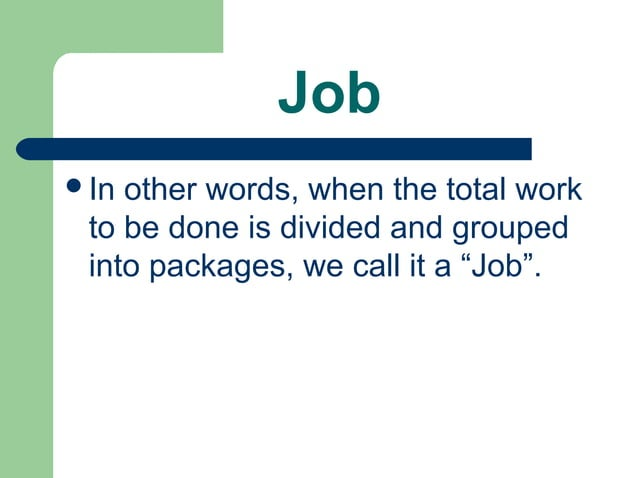 Job
In other words, when the total work
to be done is divided and grouped
into packages, we call it a “Job”.